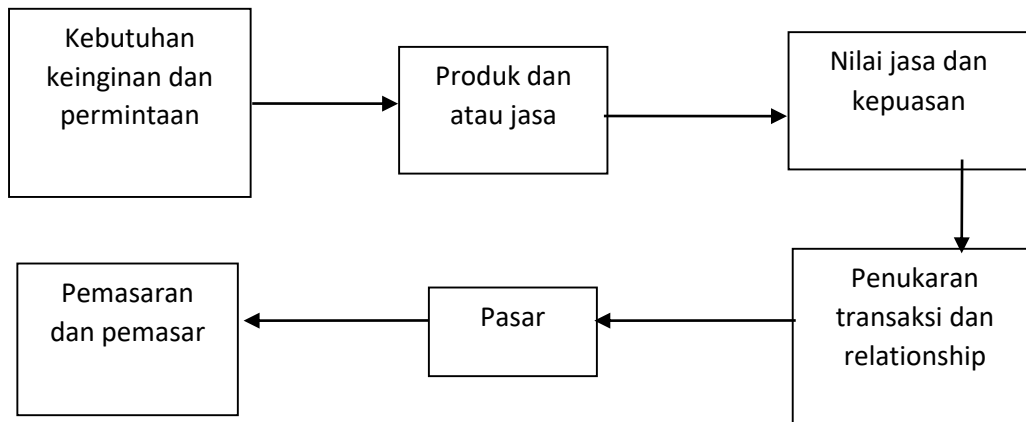 Kebutuhan
keinginan dan
permintaan
Produk dan
atau jasa
Nilai jasa dan
kepuasan
Penukaran
transaksi dan
relationship
Pasar
Pemasaran
dan pemasar